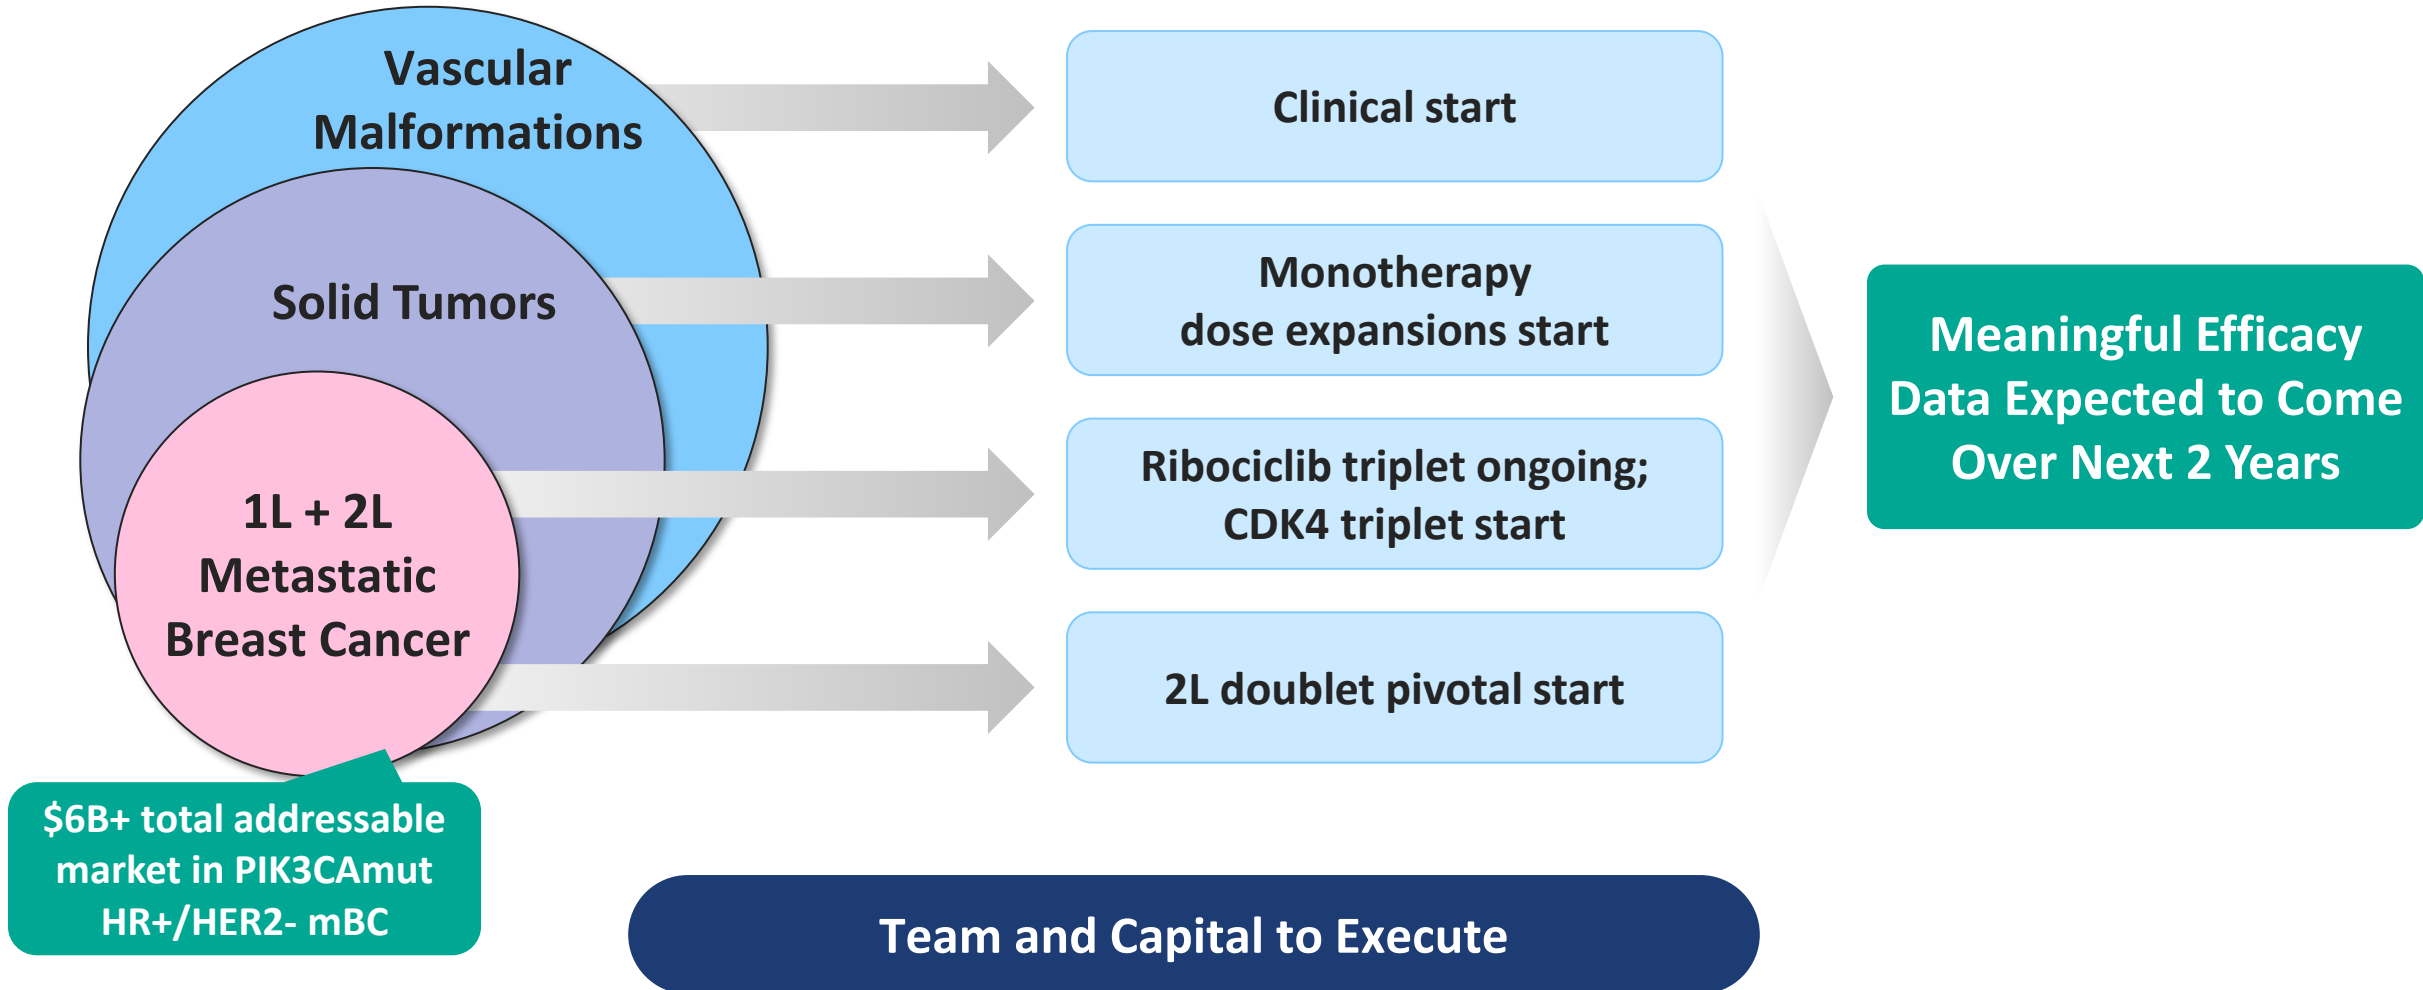 Vascular
Malformations
Clinical start
Solid Tumors
Monotherapy
dose expansions start
1L + 2L
Metastatic
Breast Cancer
Ribociclib triplet ongoing;
CDK4 triplet start
2L doublet pivotal start
Meaningful Efficacy
Data Expected to Come
Over Next 2 Years
$6B+ total addressable
market in PIK3CAmut
HR+/HER2- mBC
Team and Capital to Execute